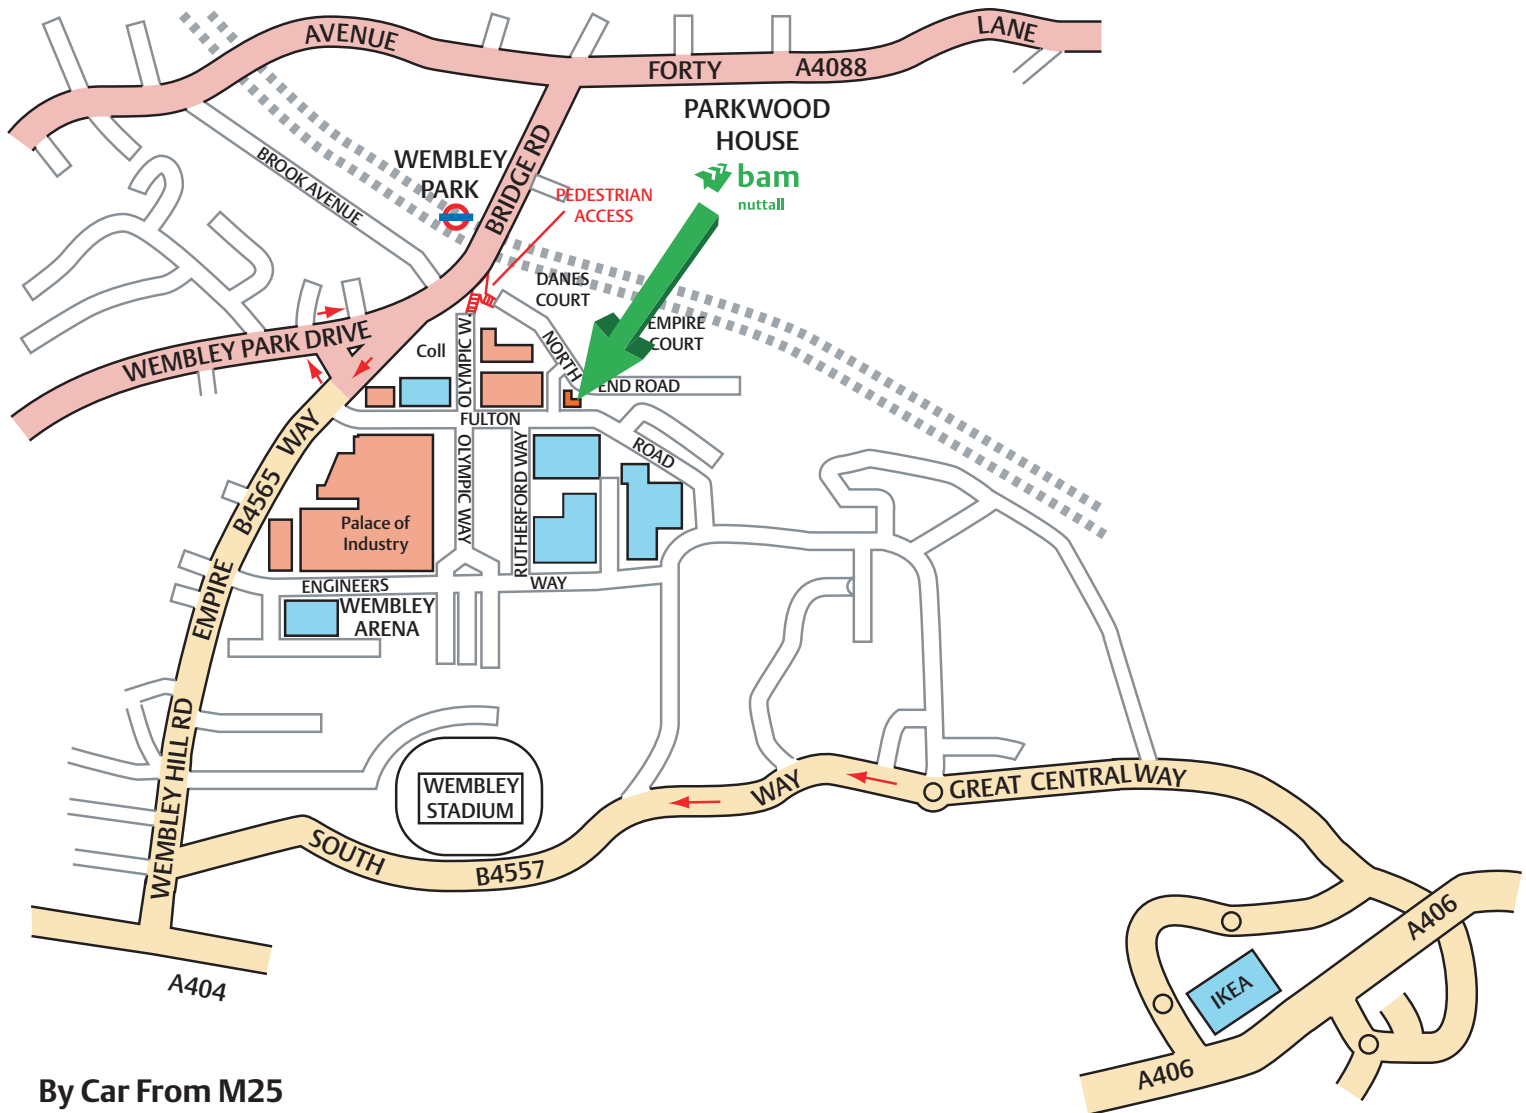 AVENUE
LANE
FORTY
A4088
PARKWOOD
HOUSE
bam
nuttall
WEMBLEY
PARK
BRIDGE RD
BROOK AVENUE
PEDESTRIAN
ACCESS
DANES
COURT
EMPIRE
COURT
WEMBLEY PARK DRIVE
Coll
OLYMPIC W.
NORTH
END ROAD
FULTON
ROAD
WAY
B4565
EMPIRE
OLYMPIC WAY
RUTHERFORD WAY
Palace of
Industry
ENGINEERS
WAY
WEMBLEY
ARENA
WEMBLEY HILL RD
WEMBLEY
STADIUM
SOUTH
B4557
WAY
GREAT CENTRAL WAY
A404
A406
IKEA
A406
By Car From M25